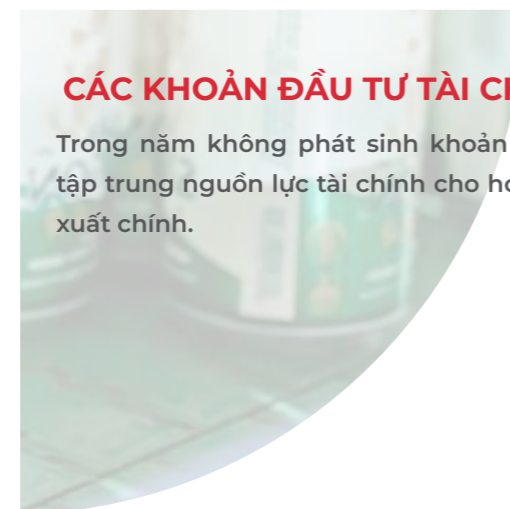 CÁC KHOẢN ĐẦU TƯ TÀI
Trong năm không phát sinh khoản
tập trung nguồn lực tài chính cho
xuất chính.